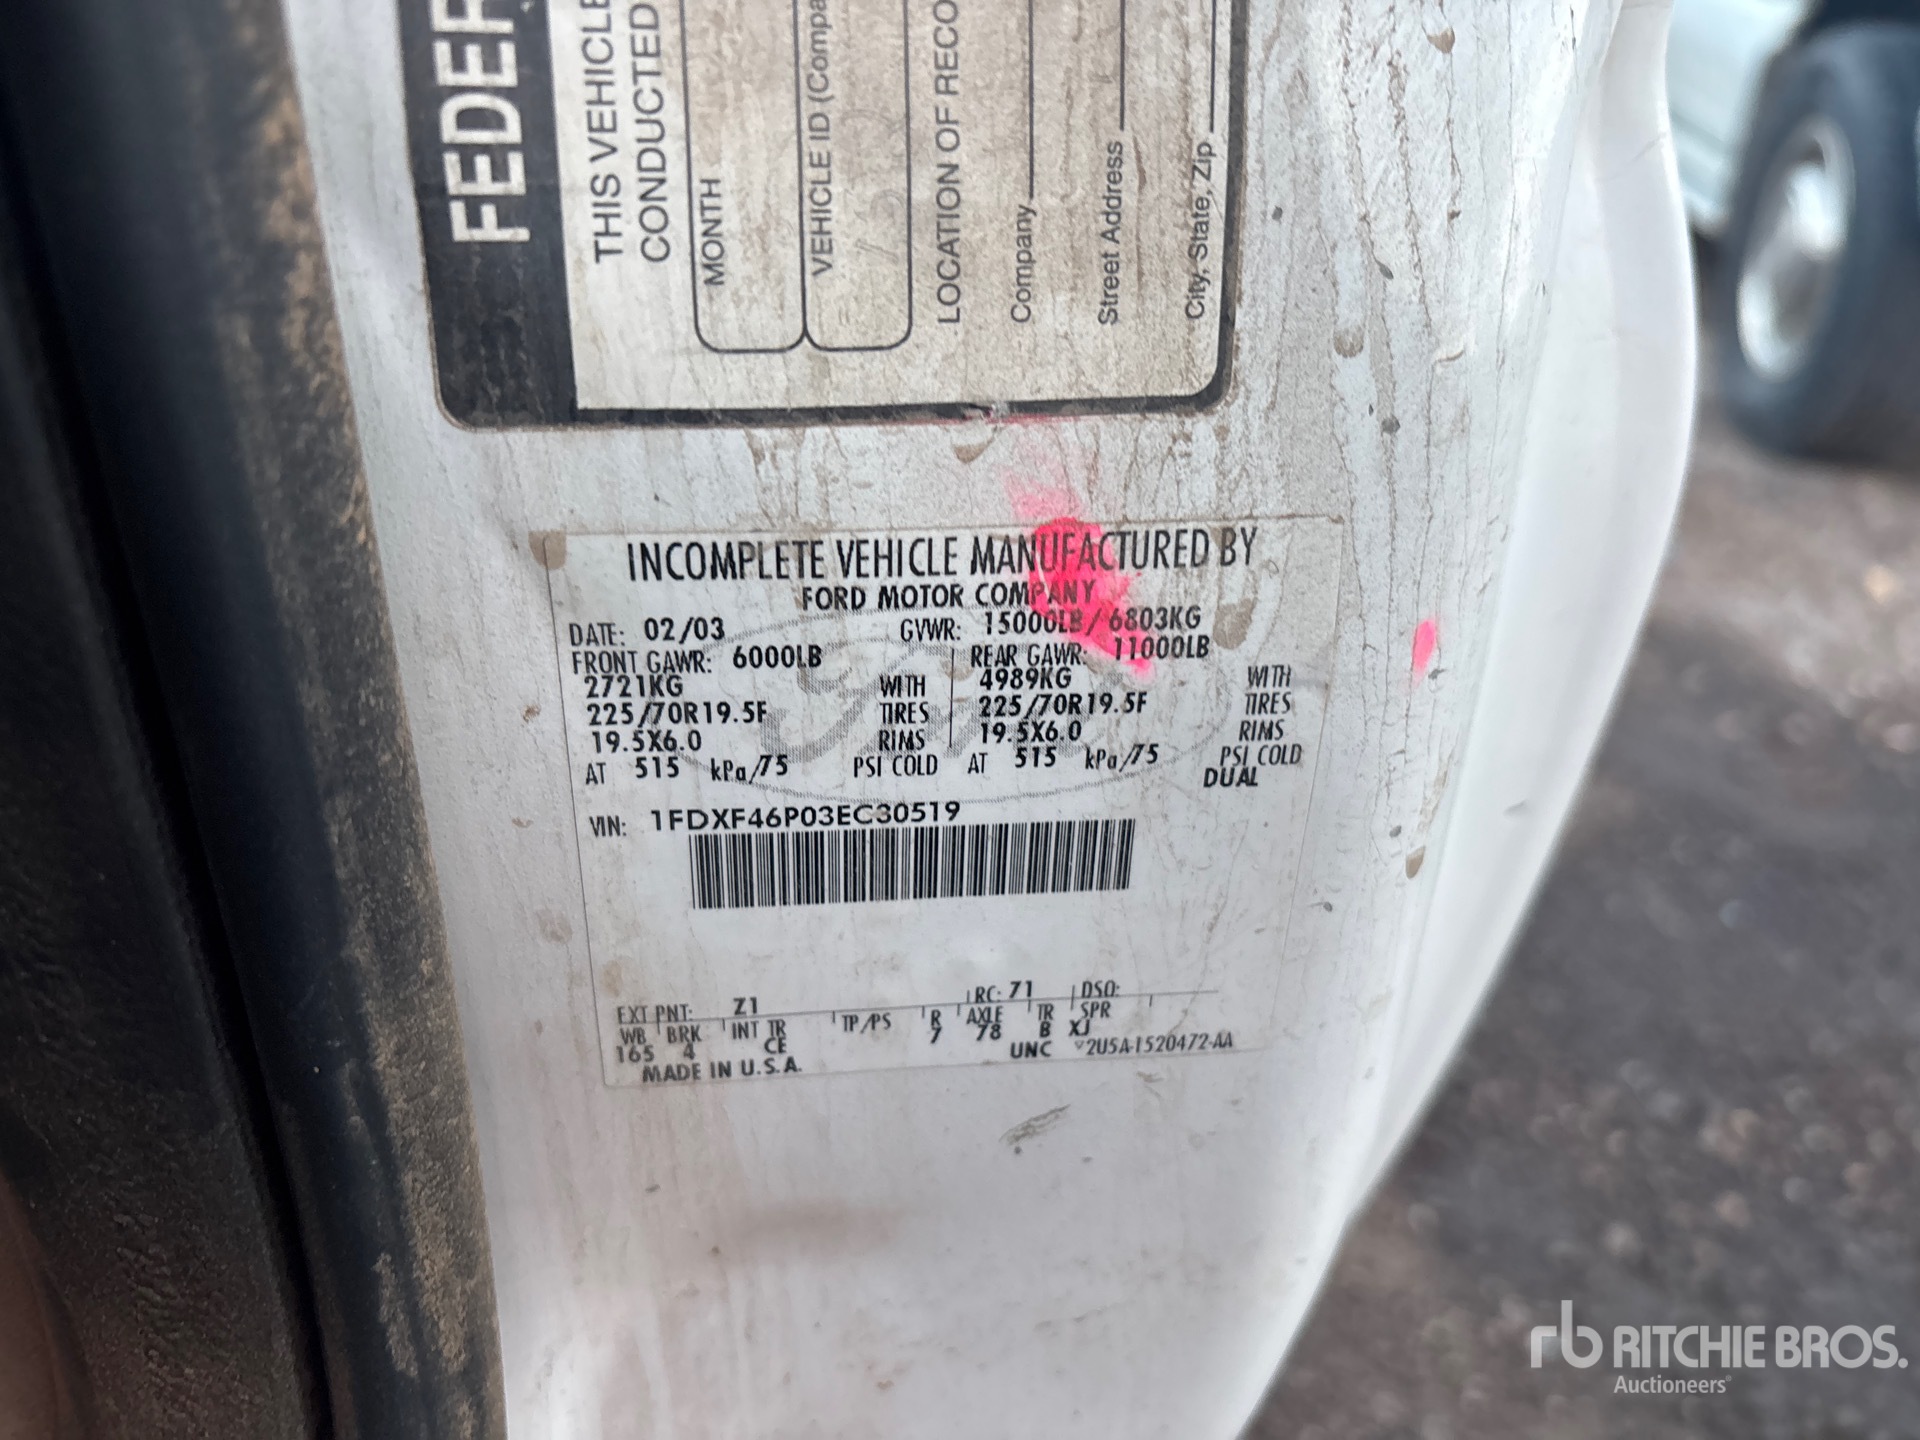 FEDER
THIS VEHICLE
CONDUCTED
MONTH
VEHICLE ID (Compa
LOCATION OF RECO
Company
Street Address
City, State, Zip
INCOMPLETE VEHICLE MANUFACTURED BY
FORD MOTOR COMPANY
DATE: 02/03 GVWR: 15000LB / 6803KG
FRONT GAWR: 6000LB REAR GAWR: 11000LB
2721KG WITH 4989KG WITH
225/70R19.5F TIRES 225/70R19.5F TIRES
19.5X6.0 RIMS 19.5X6.0 RIMS
AT 515 kPa/75 PSI COLD AT 515 kPa/75 PSI COLD
DUAL
VIN: 1FDXF46P03EC30519
EXT PNT: Z1 RC: 71 DSO:
WB BRK INT TR TP/PS R AXLE TR SPR
165 4 CE 7 78 B XJ
MADE IN U.S.A. UNC 2U5A-1520472-AA
rb RITCHIE BROS.
Auctioneers